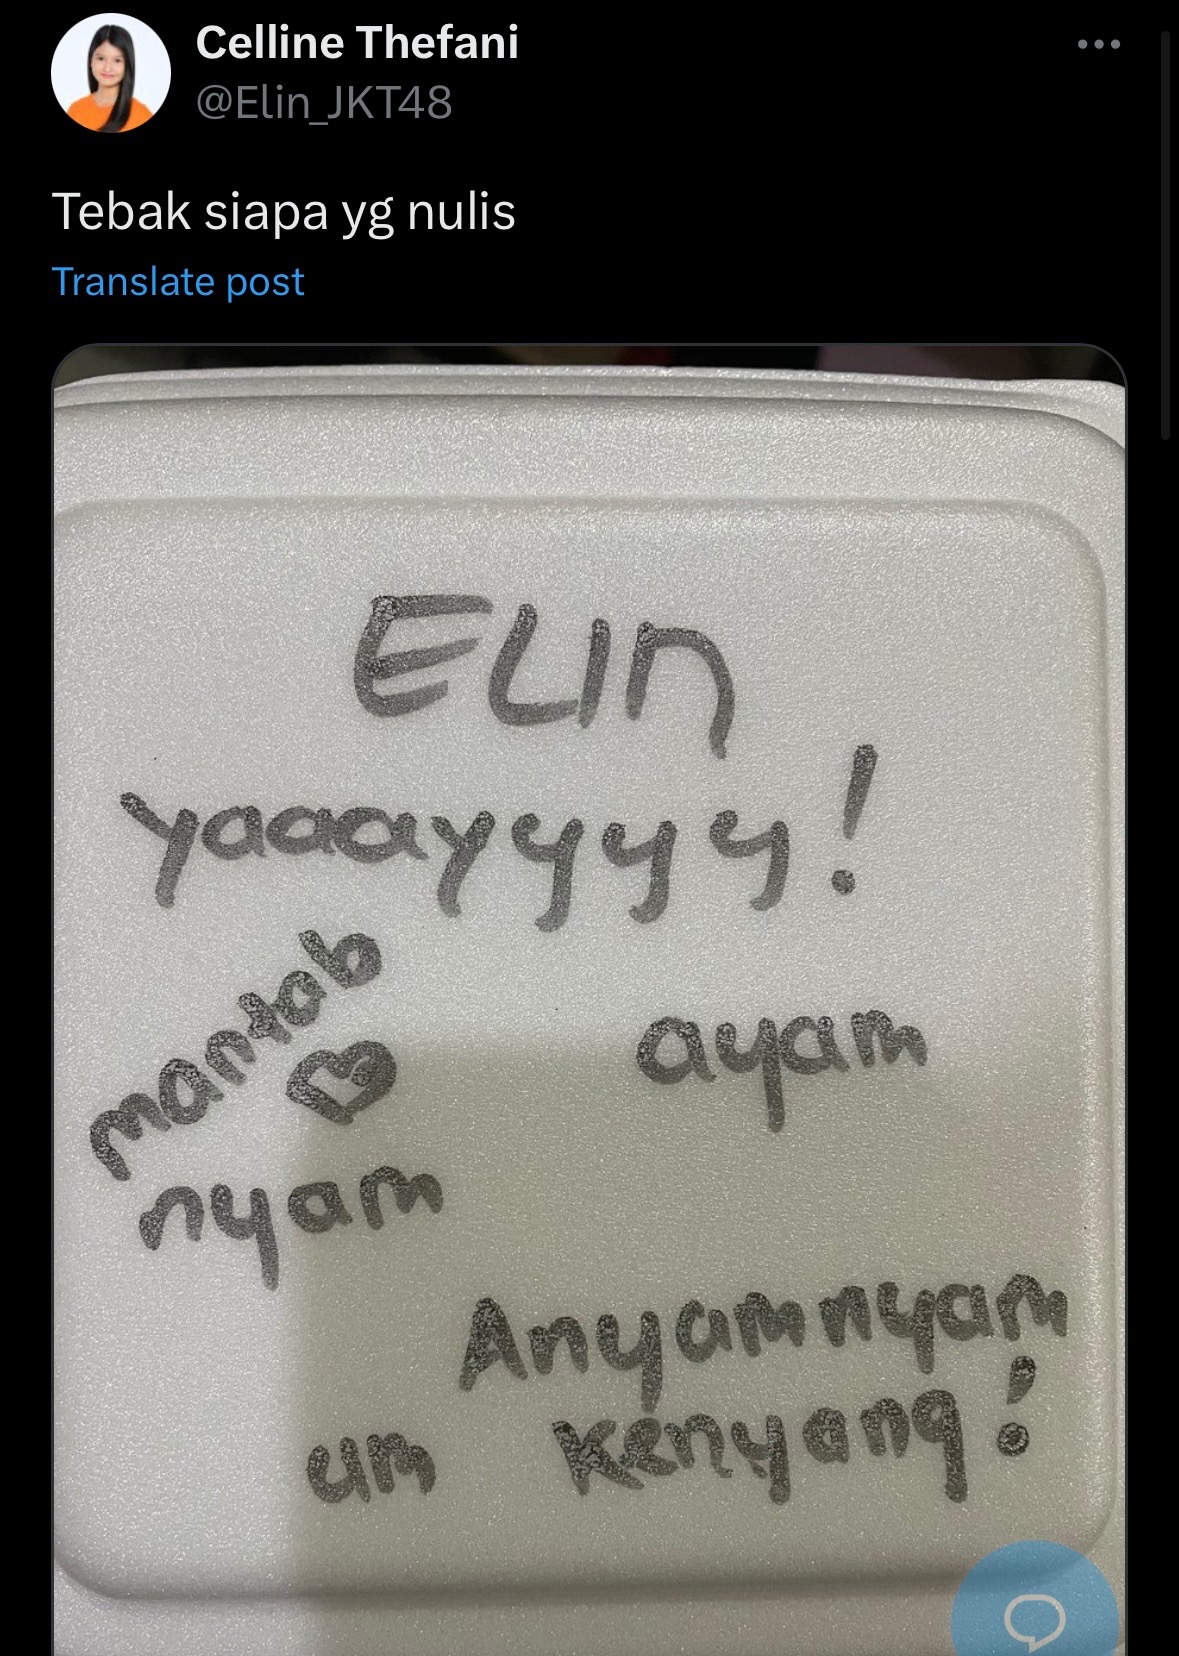 Celline Thefani
@Elin_JKT48
Tebak siapa yg nulis
Translate post
ELIn
yaaayyyy!
mantab
ayam
nyam
Anyamnyam
um kenyang!